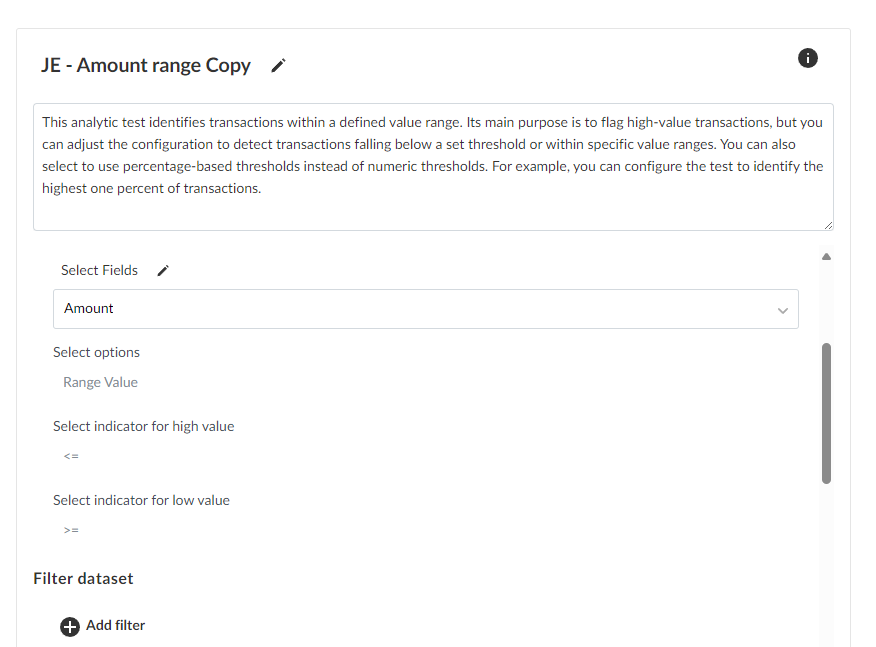 JE - Amount range Copy
This analytic test identifies transactions within a defined value range. Its main purpose is to flag high-value transactions, but you
can adjust the configuration to detect transactions falling below a set threshold or within specific value ranges. You can also
select to use percentage-based thresholds instead of numeric thresholds. For example, you can configure the test to identify the
highest one percent of transactions.
Select Fields
Amount
Select options
Range Value
Select indicator for high value
<=
Select indicator for low value
>=
Filter dataset
Add filter